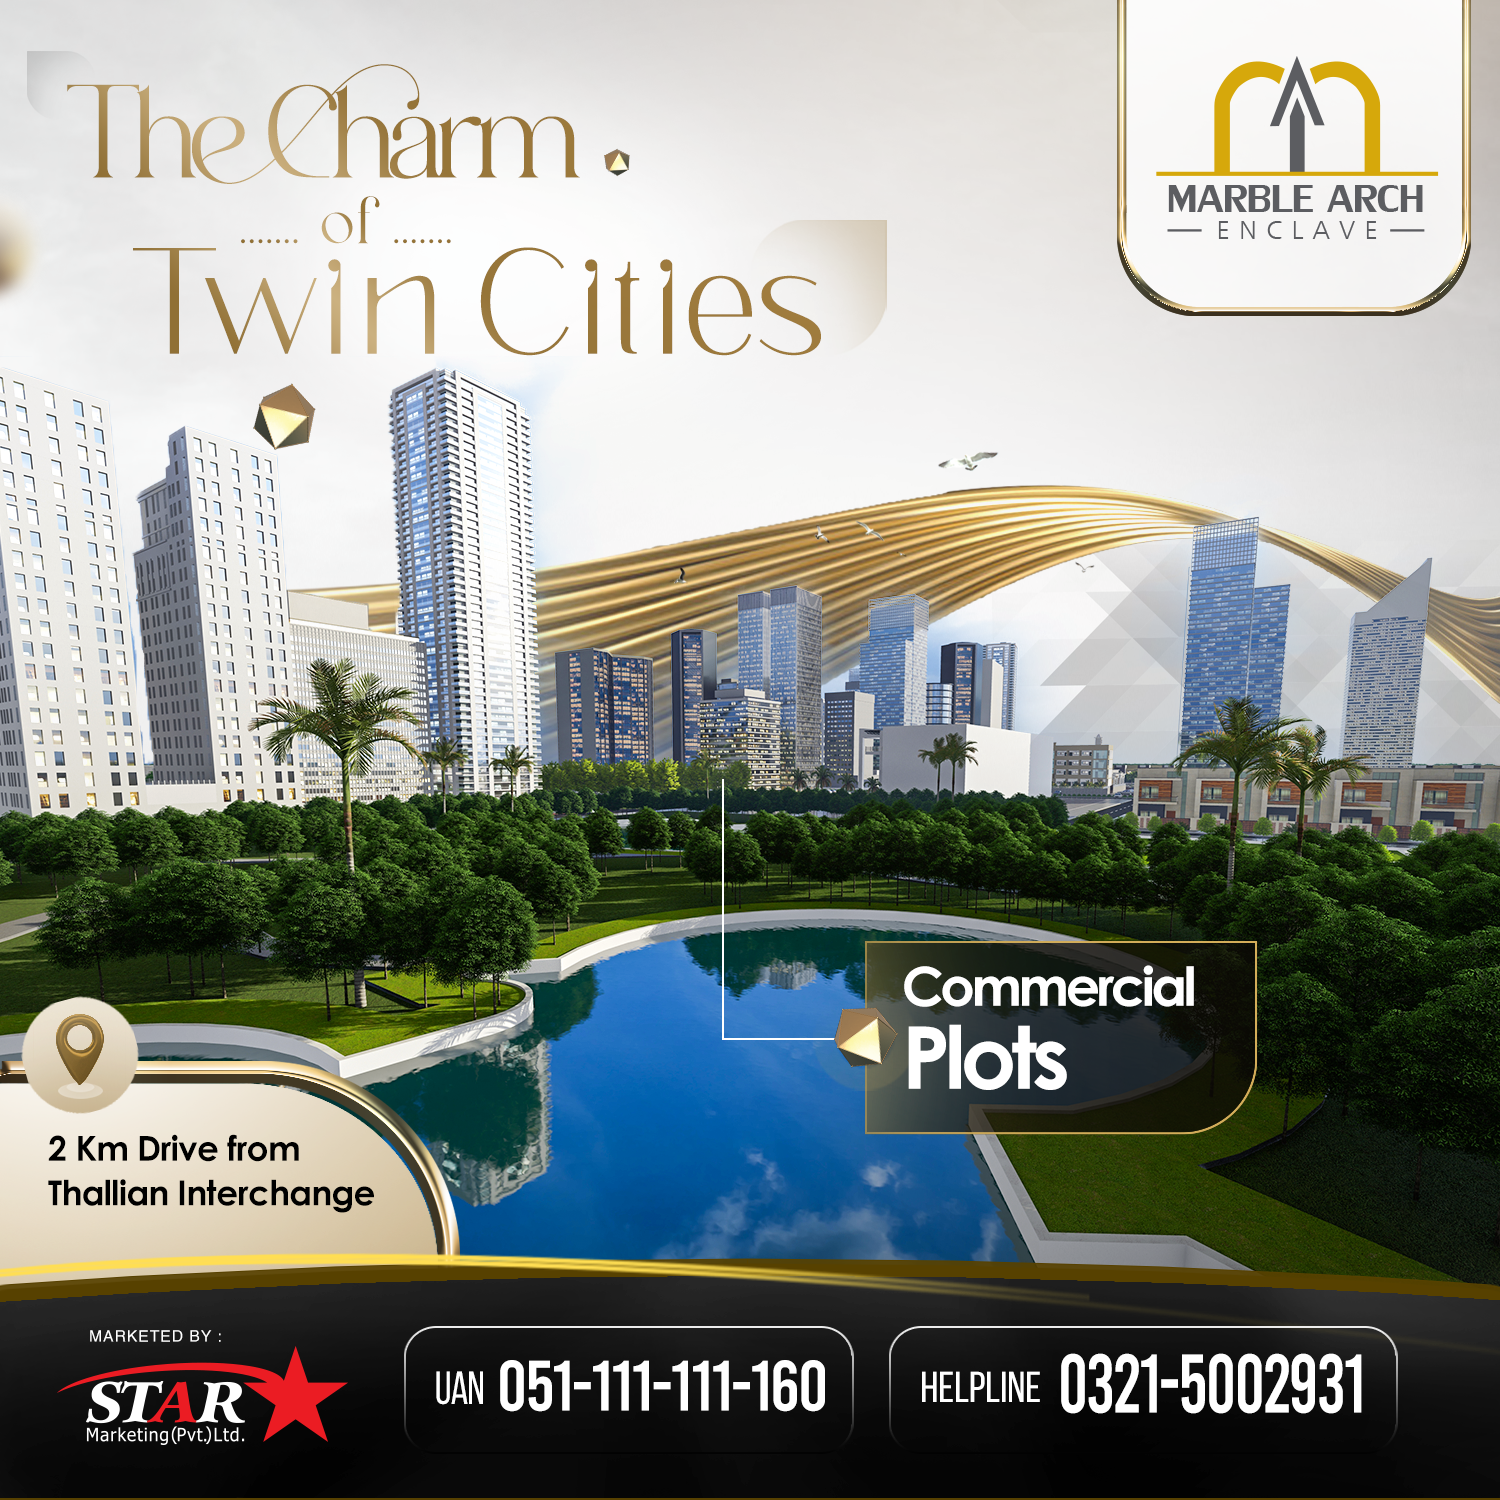 The Charm
of
Twin Cities
MARBLE ARCH
ENCLAVE
Commercial
Plots
2 Km Drive from
Thallian Interchange
MARKETED BY :
STAR
Marketing (Pvt.) Ltd.
UAN 051-111-111-160
HELPLINE 0321-5002931